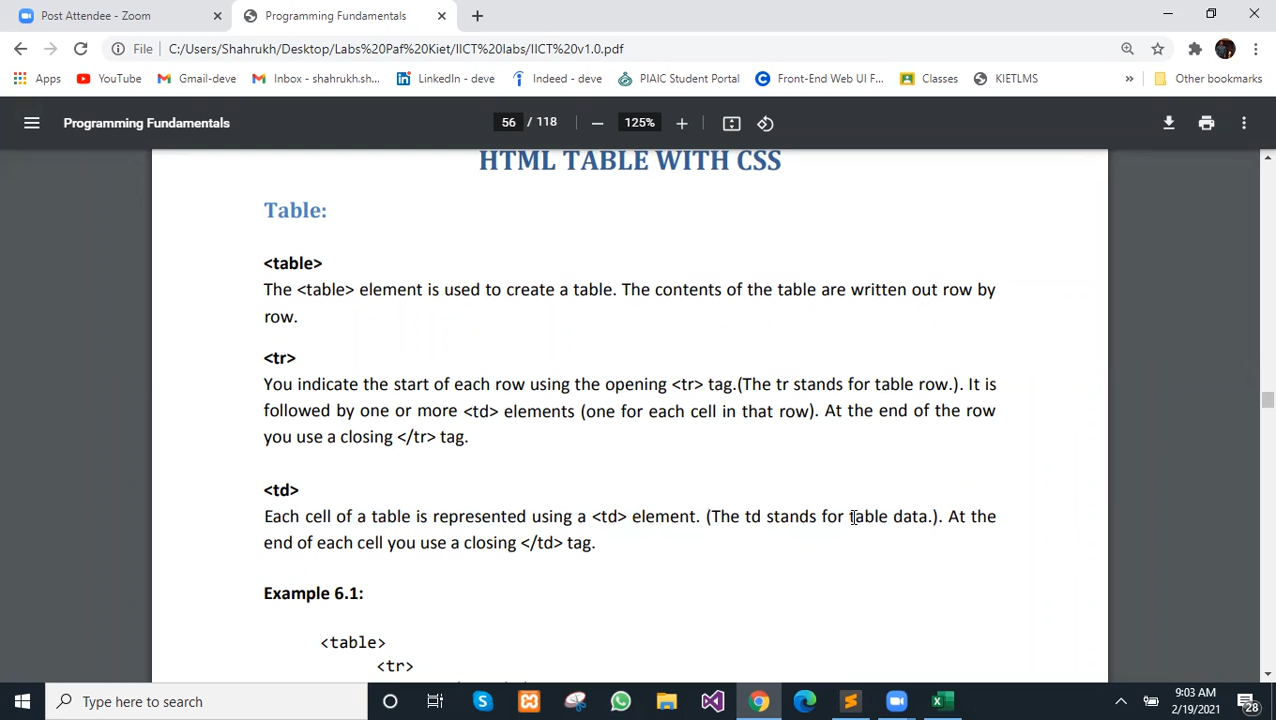 Post Attendee - Zoom
Programming Fundamentals
File
C:/Users/Shahrukh/Desktop/Labs%20Paf%20Kiet/IICT%20labs/IICT%20v1.0.pdf
Apps
YouTube
Gmail-deve
Inbox - shahrukh.sh...
LinkedIn - deve
Indeed - deve
PIAIC Student Portal
Front-End Web UI F...
Classes
KIETLMS
»
Other bookmarks
Programming Fundamentals
56 / 118
125%
HTML TABLE WITH CSS
Table:
<table>
The <table> element is used to create a table. The contents of the table are written out row by
row.
<tr>
You indicate the start of each row using the opening <tr> tag.(The tr stands for table row.). It is
followed by one or more <td> elements (one for each cell in that row). At the end of the row
you use a closing </tr> tag.
<td>
Each cell of a table is represented using a <td> element. (The td stands for table data.). At the
end of each cell you use a closing </td> tag.
Example 6.1:
<table>
<tr>
Type here to search
9:03 AM
2/19/2021
28